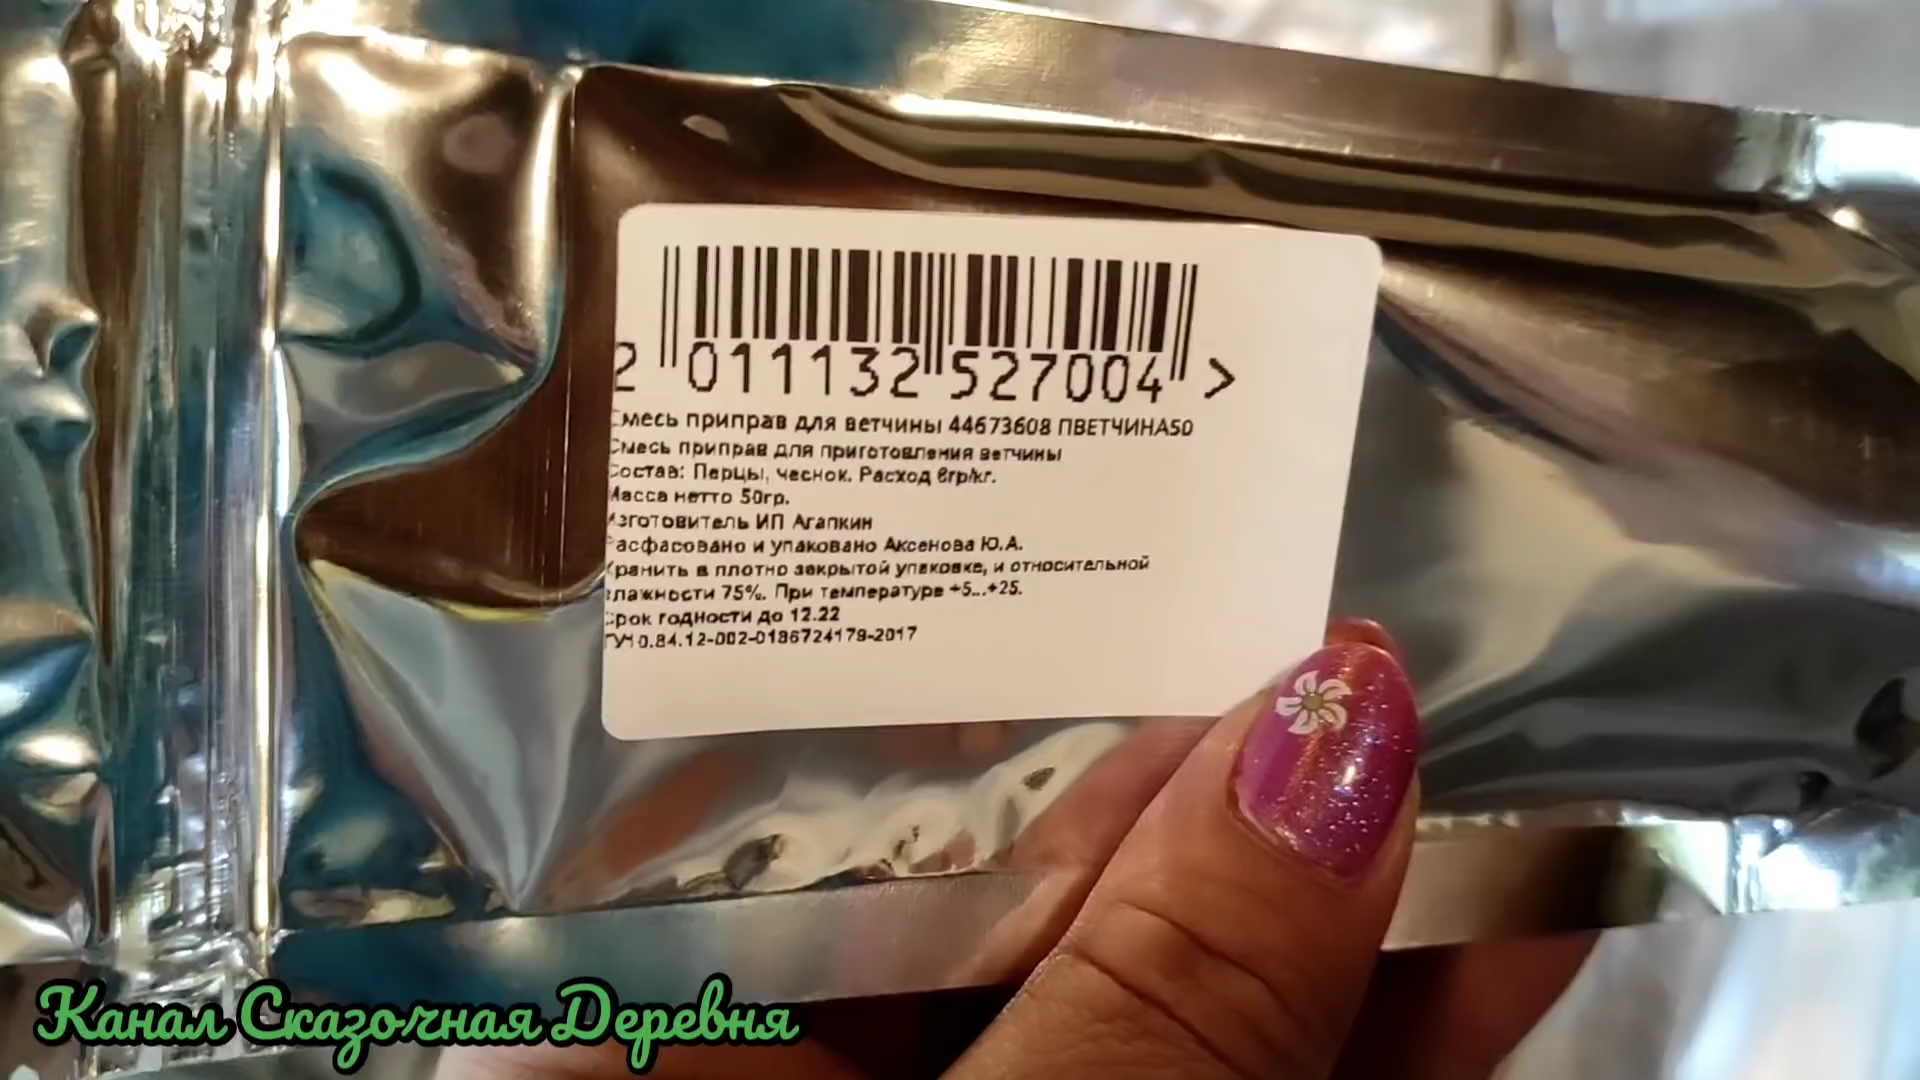 2 011132 527004 >
Смесь приправ для ветчины 44673608 ПВЕТЧИНА50
Смесь приправ для приготовления ветчины
Состав: Перцы, чеснок. Расход 8гр/кг.
Масса нетто 50гр.
Изготовитель ИП Агапкин
Расфасовано и упаковано Аксенова Ю.А.
Хранить в плотно закрытой упаковке, и относительной
влажности 75%. При температуре +5...+25.
Срок годности до 12.22
ТУ10.84.12-002-0186724179-2017
Канал Сказочная Деревня